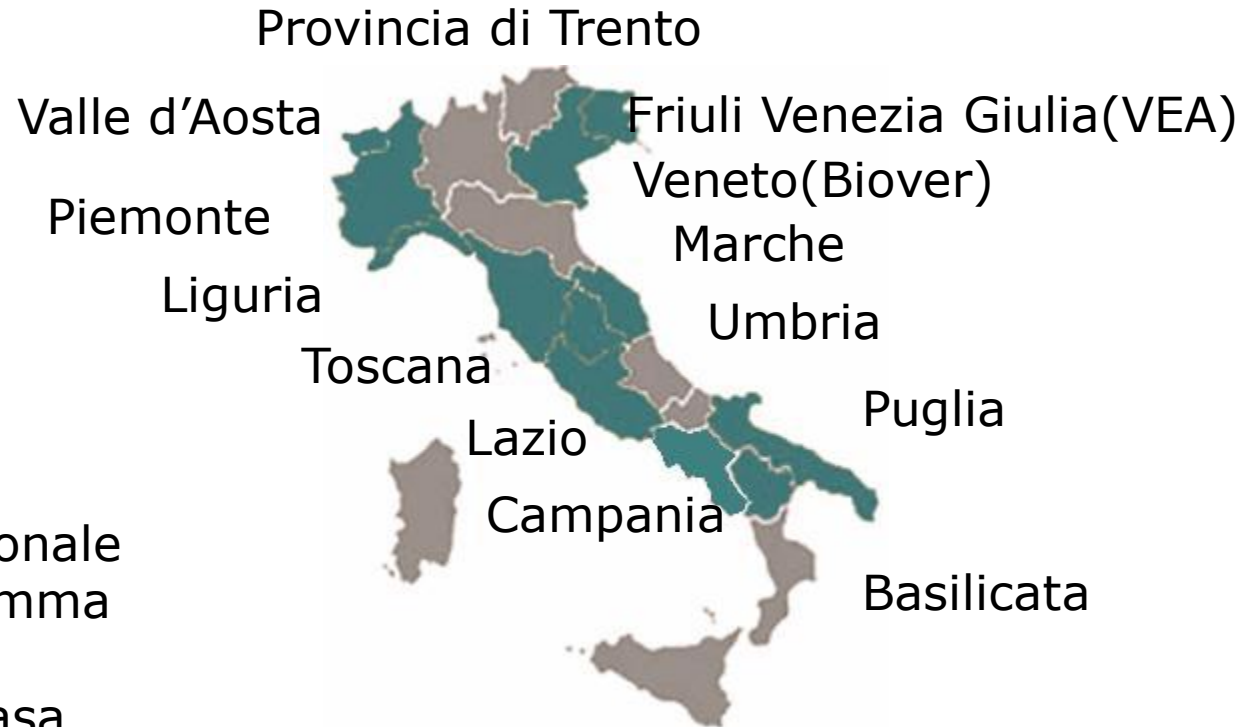 Provincia di Trento
Valle d’Aosta
Friuli Venezia Giulia(VEA)
Veneto(Biover)
Piemonte
Marche
Liguria
Umbria
Toscana
Puglia
Lazio
Campania
onale
mma
Basilicata
asa